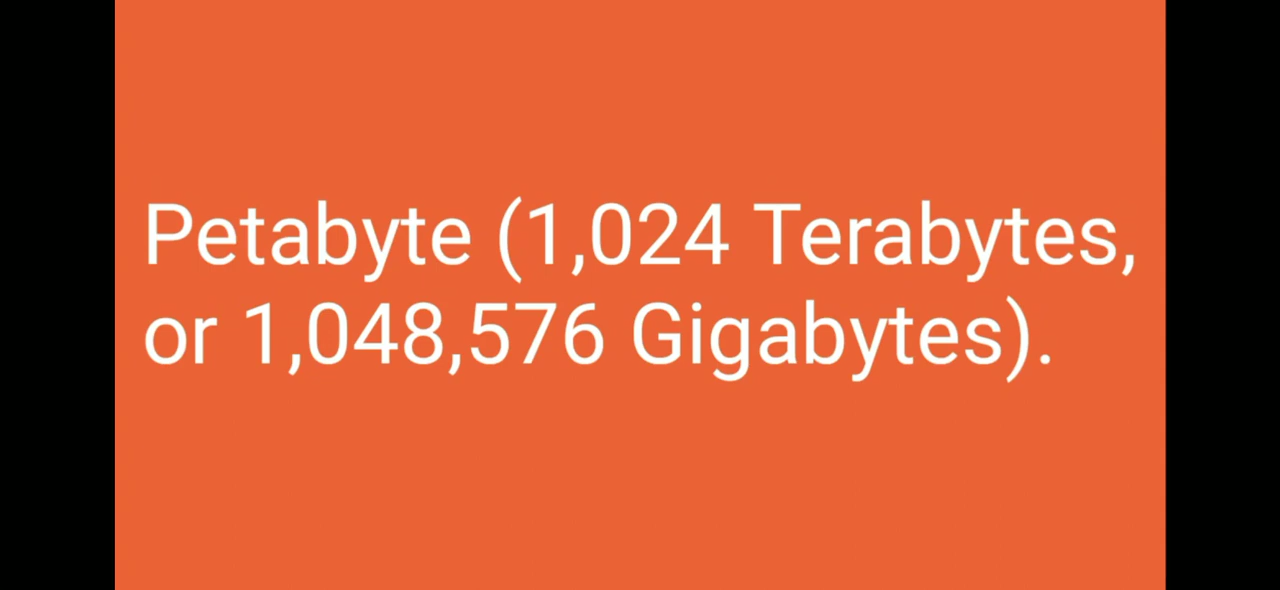 Petabyte (1,024 Terabytes,
or 1,048,576 Gigabytes).